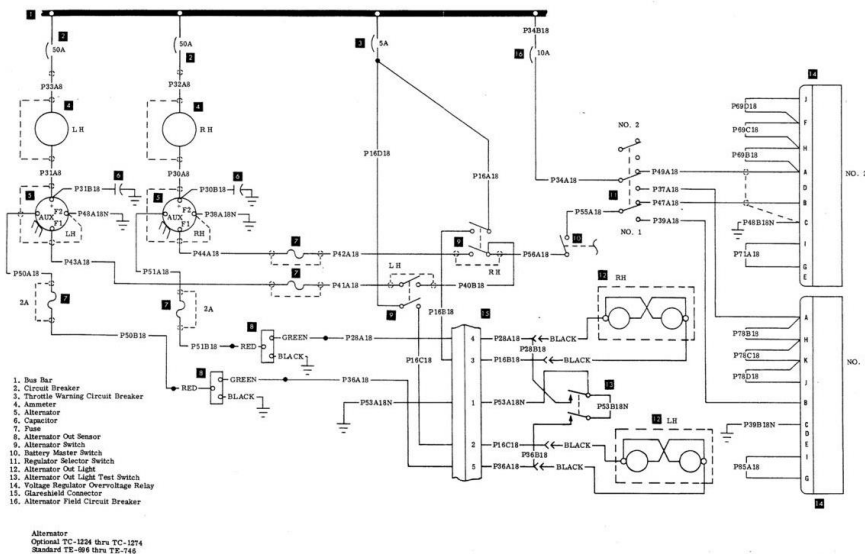 1
2
50A
50A
2
3
5A
P34B18
16
10A
14
P33A8
P32A8
4
LH
4
RH
P31A8
P30A8
P16D18
P16A18
P34A18
NO. 2
P49A18
P37A18
P47A18
P39A18
11
NO. 1
P55A18
P69D18
P69C18
P69B18
P48B16N
P71A18
J
F
H
A
D
B
C
I
G
E
5
P31B18
6
F2
AUX
F1
P48A18N
LH
5
P30B18
6
F2
AUX
F1
P38A18N
RH
P44A18
7
P42A18
9
RH
P56A18
10
P43A18
7
P41A18
LH
P40B18
9
P50A18
P51A18
2A
7
7
2A
P50B18
P51B18
RED
8
GREEN
P28A18
BLACK
RED
8
GREEN
P36A18
BLACK
P53A18N
P16B18
P16C18
15
4
3
1
2
5
P28A18
BLACK
P28B18
P16B18
BLACK
P53A18N
P53B18N
13
P16C18
BLACK
P36B18
P36A18
BLACK
12
RH
12
LH
A
H
K
J
B
C
D
E
I
G
P78B18
P78C18
P78D18
P39B18N
P85A18
NO.
14
1. Bus Bar
2. Circuit Breaker
3. Throttle Warning Circuit Breaker
4. Ammeter
5. Alternator
6. Capacitor
7. Fuse
8. Alternator Out Sensor
9. Alternator Switch
10. Battery Master Switch
11. Regulator Selector Switch
12. Alternator Out Light
13. Alternator Out Light Test Switch
14. Voltage Regulator Overvoltage Relay
15. Glareshield Connector
16. Alternator Field Circuit Breaker
Alternator
Optional TC-1224 thru TC-1274
Standard TE-696 thru TE-746